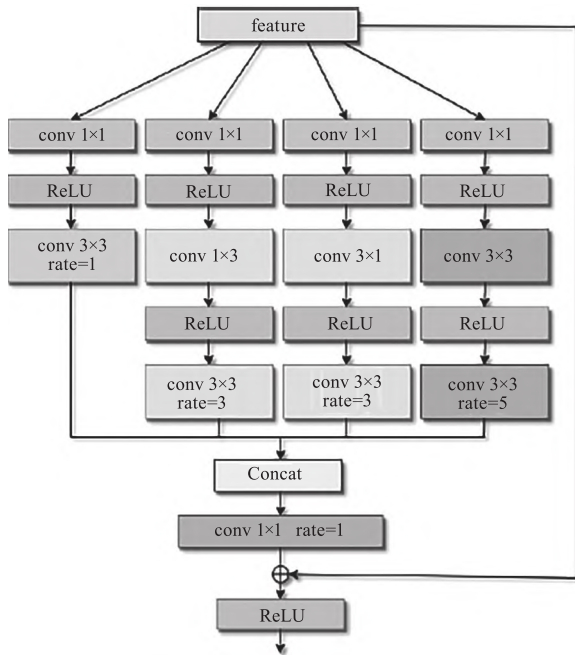 feature
conv 1×1
conv 1×1
conv 1×1
conv 1×1
ReLU
ReLU
ReLU
ReLU
conv 3×3
rate=1
conv 1×3
conv 3×1
conv 3×3
ReLU
ReLU
ReLU
conv 3×3
rate=3
conv 3×3
rate=3
conv 3×3
rate=5
Concat
conv 1×1 rate=1
ReLU